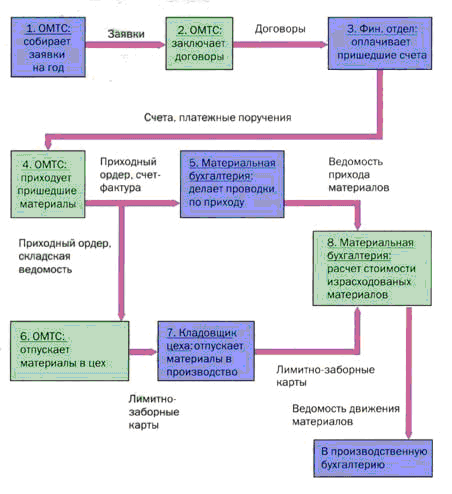 1. ОМТС:
собирает
заявки
на год
Заявки
2. ОМТС:
заключает
договоры
Договоры
3. Фин. отдел:
оплачивает
пришедшие счета
Счета, платежные поручения
4. ОМТС:
приходует
пришедшие
материалы
Приходный
ордер, счет-
фактура
5. Материальная
бухгалтерия:
делает проводки
по приходу
Ведомость
прихода
материалов
Приходный ордер,
складская
ведомость
8. Материальная
бухгалтерия:
расчет стоимости
израсходованых
материалов
6. ОМТС:
отпускает
материалы в цех
7. Кладовщик
цеха: отпускает
материалы в
производство
Лимитно-
заборные
карты
Лимитно-заборные
карты
Ведомость движения
материалов
В производственную
бухгалтерию